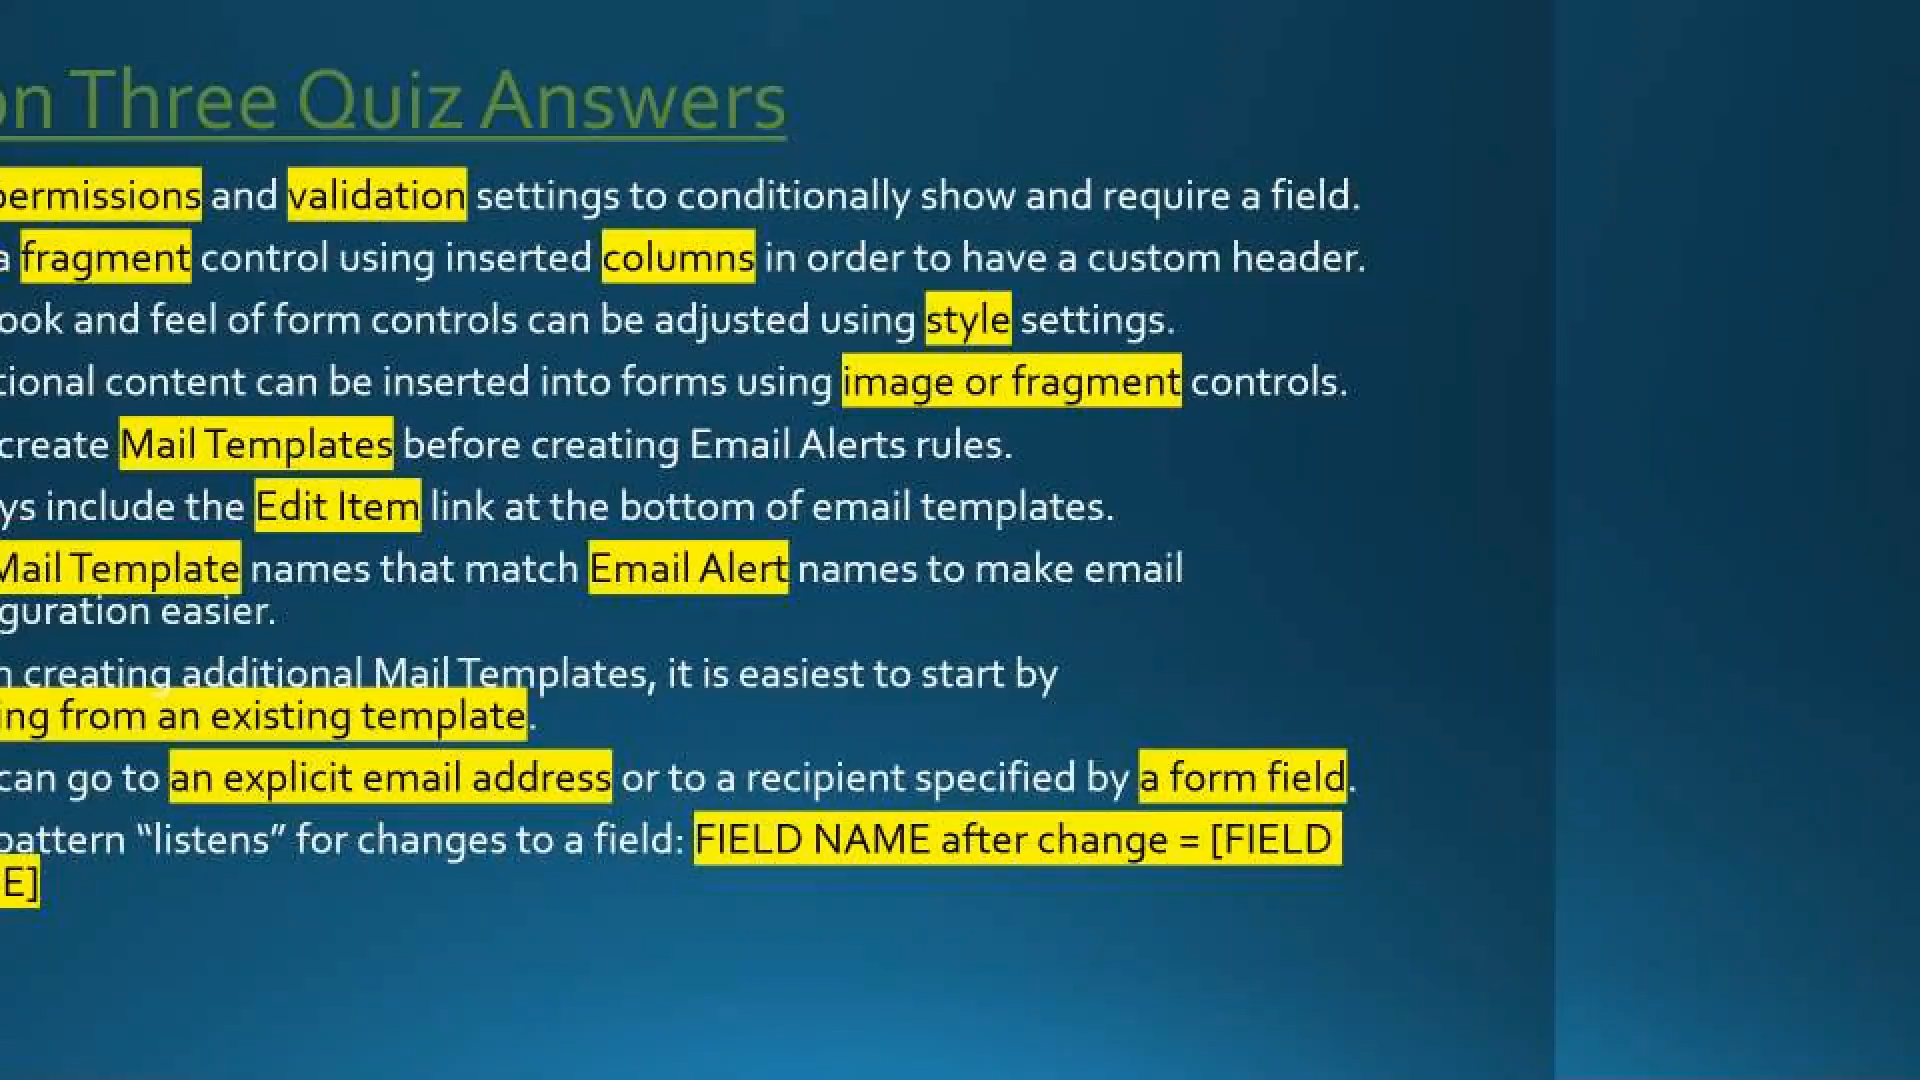 on Three Quiz Answers
permissions and validation settings to conditionally show and require a field.
a fragment control using inserted columns in order to have a custom header.
ook and feel of form controls can be adjusted using style settings.
tional content can be inserted into forms using image or fragment controls.
create Mail Templates before creating Email Alerts rules.
ys include the Edit Item link at the bottom of email templates.
Mail Template names that match Email Alert names to make email
guration easier.
n creating additional Mail Templates, it is easiest to start by
ing from an existing template.
can go to an explicit email address or to a recipient specified by a form field.
pattern “listens” for changes to a field: FIELD NAME after change = [FIELD
E]